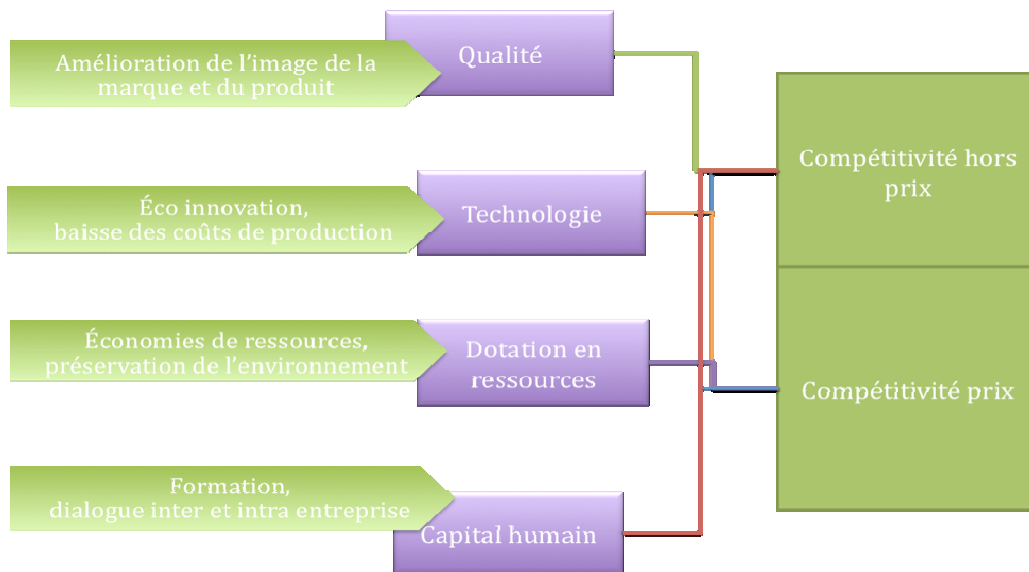 Amélioration de l'image de la
marque et du produit
Qualité
Éco innovation,
baisse des coûts de production
Technologie
Économies de ressources,
préservation de l'environnement
Dotation en
ressources
Formation,
dialogue inter et intra entreprise
Capital humain
Compétitivité hors
prix
Compétitivité prix